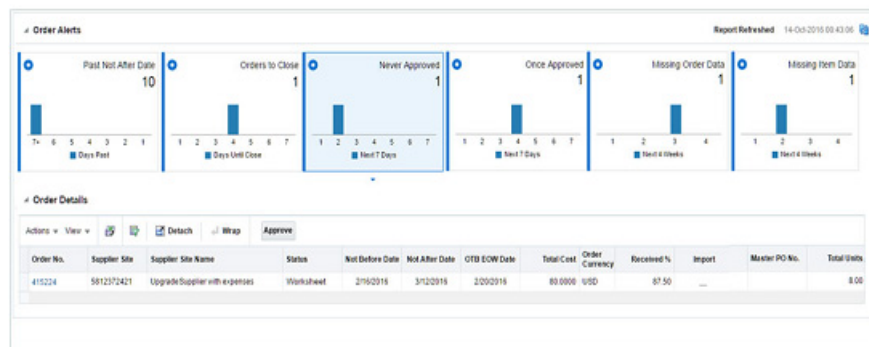 Order Alerts
Report Refreshed 14-Oct-2016 00:43:06
Past Not After Date
10
7+ 6 5 4 3 2 1
Days Past
Orders to Close
1
1 2 3 4 5 6 7
Days Until Close
Never Approved
1
1 2 3 4 5 6 7
Next 7 Days
Once Approved
1
1 2 3 4 5 6 7
Next 7 Days
Missing Order Data
1
1 2 3 4
Next 4 Weeks
Missing Item Data
1
1 2 3 4
Next 4 Weeks
Order Details
Actions View Detach Wrap Approve
Order No. Supplier Site Supplier Site Name Status Not Before Date Not After Date OTB EOW Date Total Cost Order Currency Received % Import Master PO No. Total Units
415224 5812372421 UpgradeSupplier with expenses Worksheet 2/16/2016 3/12/2016 2/20/2016 80.0000 USD 87.50 8.00